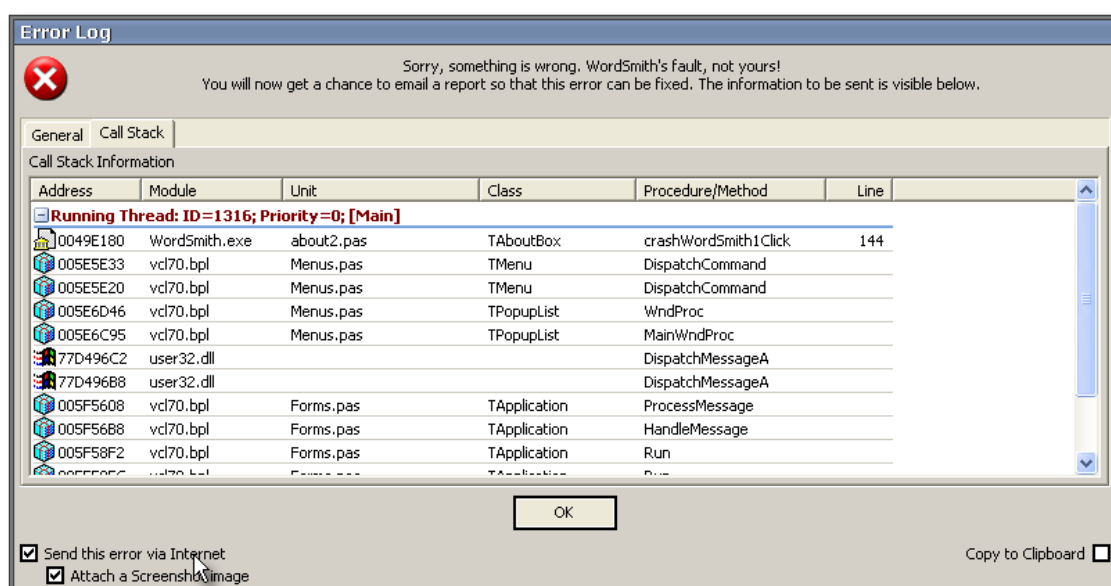 Error Log
Sorry, something is wrong. WordSmith's fault, not yours!
You will now get a chance to email a report so that this error can be fixed. The information to be sent is visible below.
General Call Stack
Call Stack Information
Address Module Unit Class Procedure/Method Line
Running Thread: ID=1316; Priority=0; [Main]
0049E180 WordSmith.exe about2.pas TAboutBox crashWordSmith1Click 144
005E5E33 vcl70.bpl Menus.pas TMenu DispatchCommand
005E5E20 vcl70.bpl Menus.pas TMenu DispatchCommand
005E6D46 vcl70.bpl Menus.pas TPopupList WndProc
005E6C95 vcl70.bpl Menus.pas TPopupList MainWndProc
77D496C2 user32.dll DispatchMessageA
77D496B8 user32.dll DispatchMessageA
005F5608 vcl70.bpl Forms.pas TApplication ProcessMessage
005F56B8 vcl70.bpl Forms.pas TApplication HandleMessage
005F58F2 vcl70.bpl Forms.pas TApplication Run
OK
Send this error via Internet Copy to Clipboard
Attach a Screenshot image